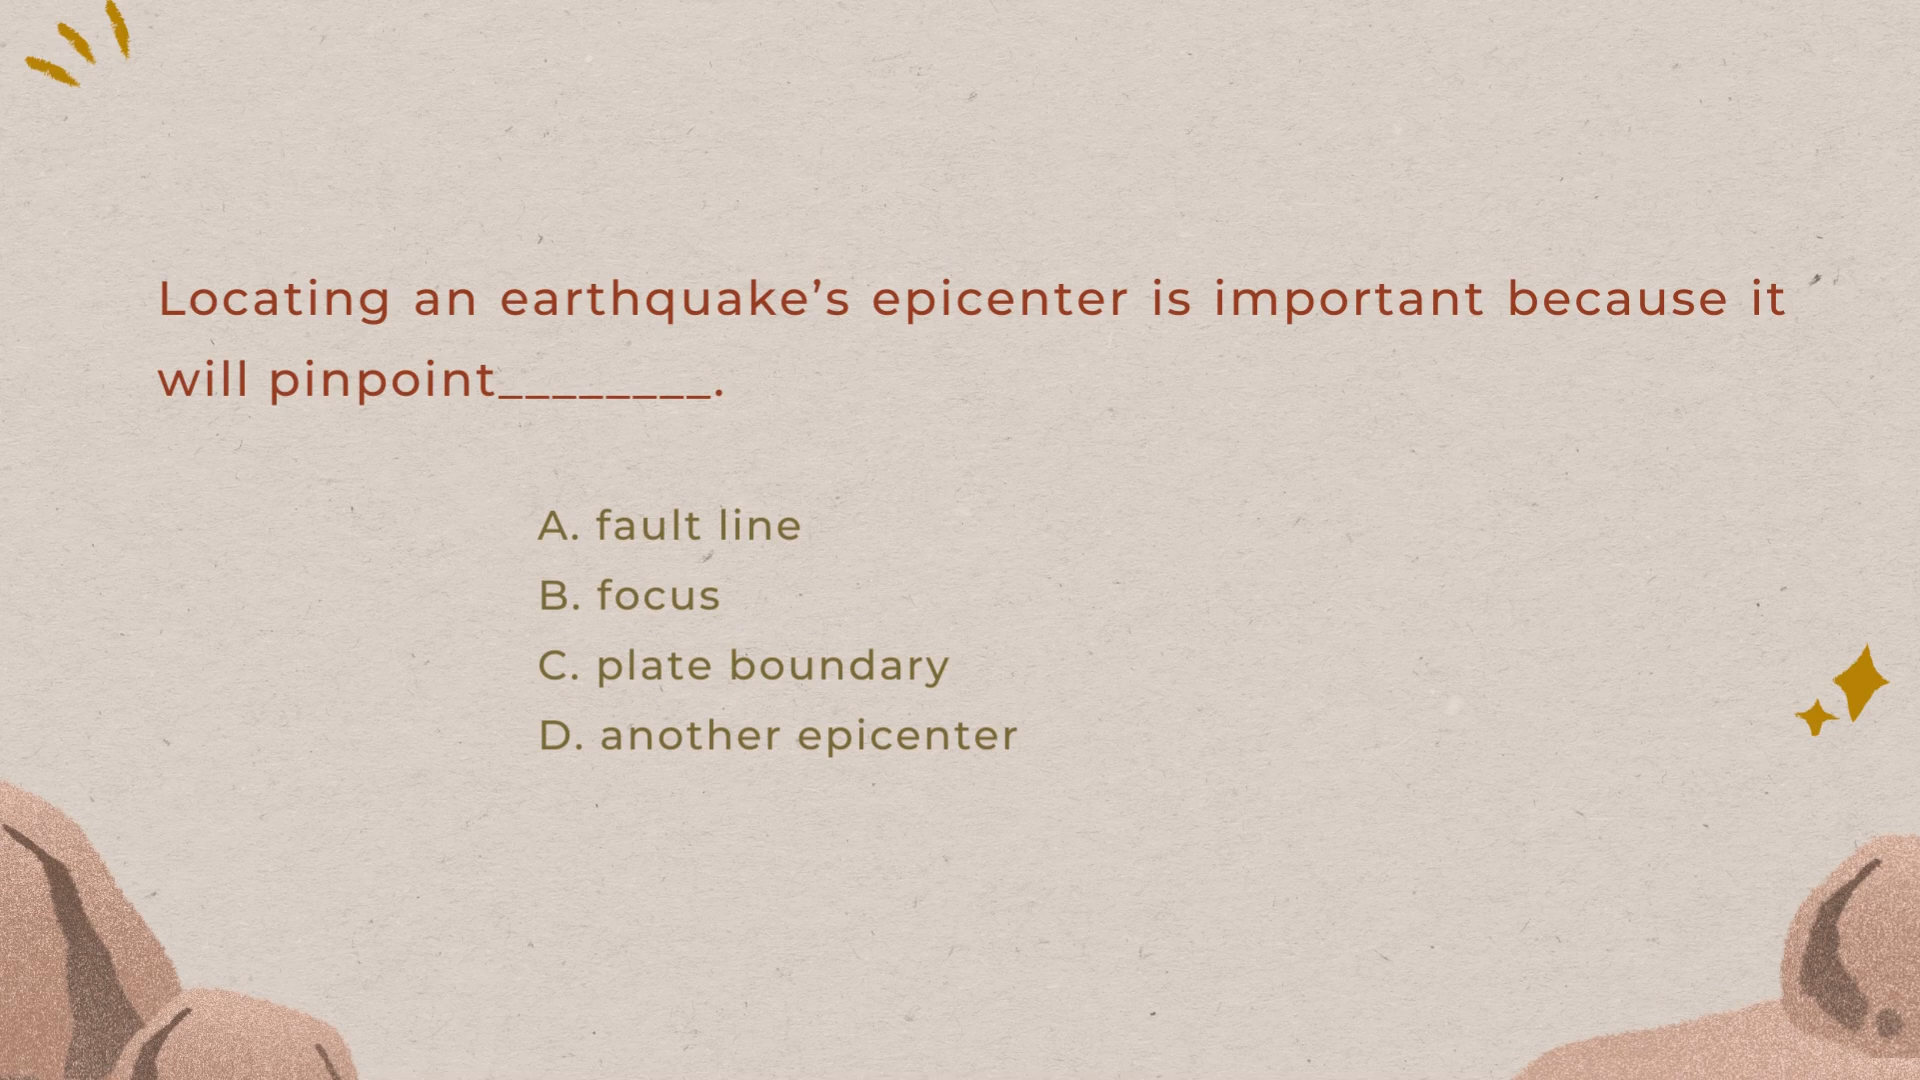 Locating an earthquake’s epicenter is important because it
will pinpoint________.
A. fault line
B. focus
C. plate boundary
D. another epicenter